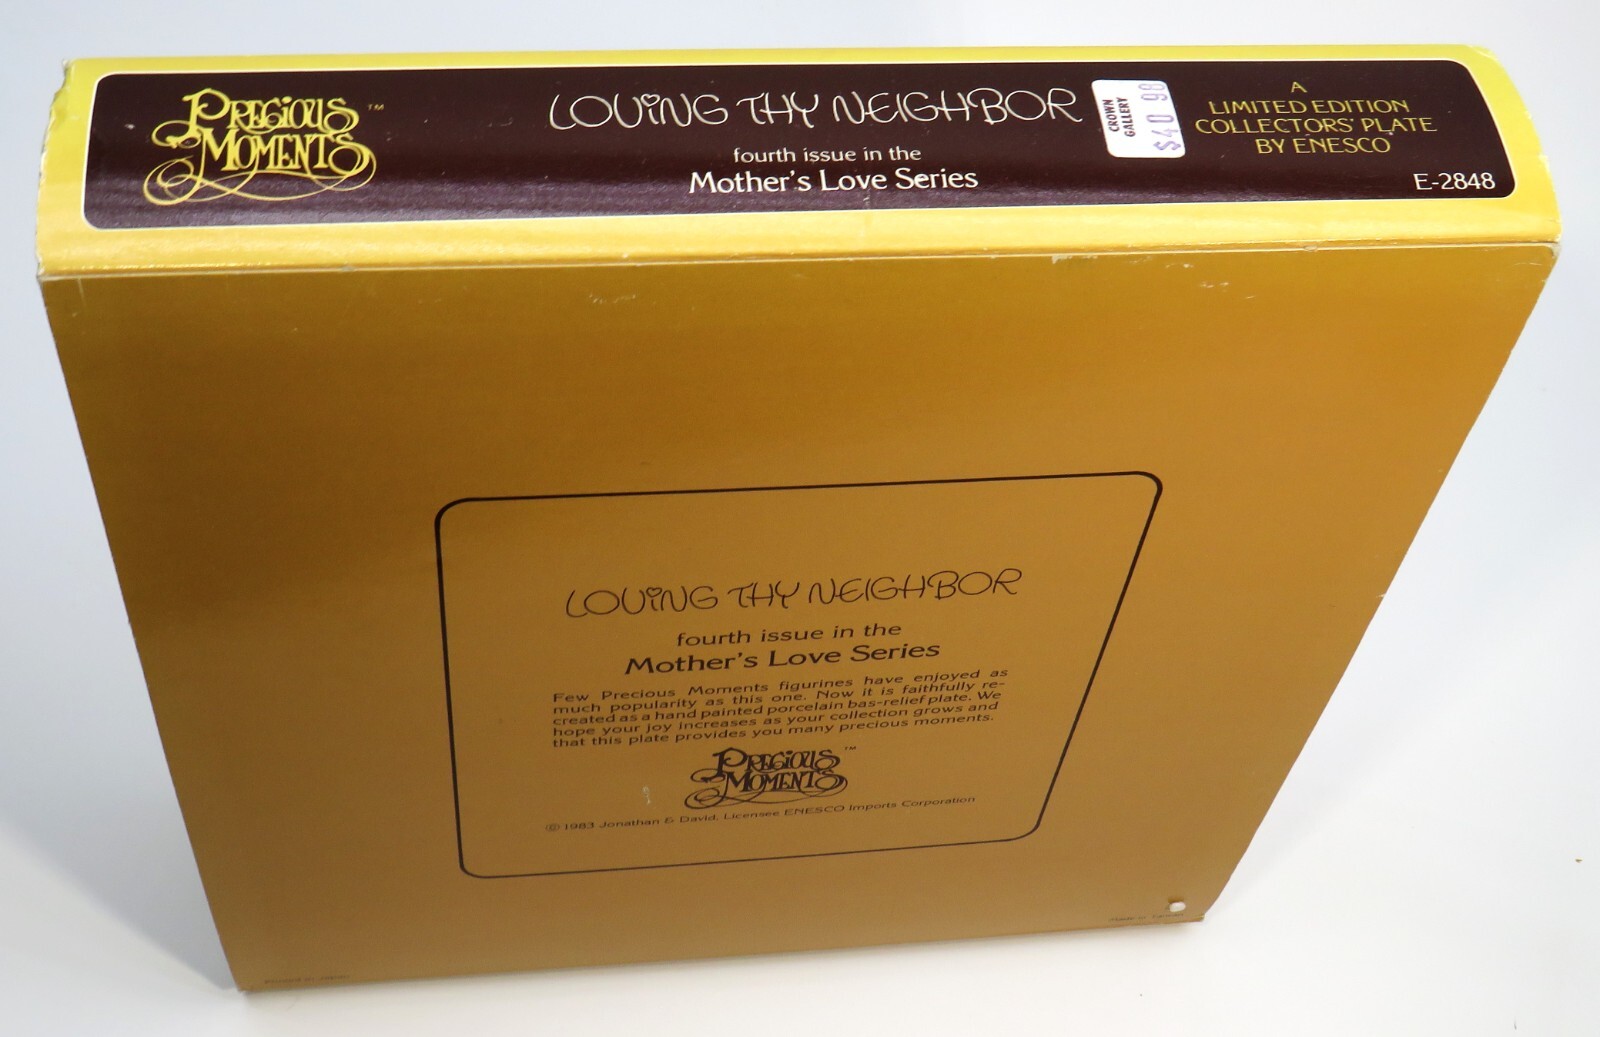 PRECIOUS MOMENTS ™
LOVING THY NEIGHBOR
fourth issue in the
Mother's Love Series
CROWN
GALLERY
$40 98
A
LIMITED EDITION
COLLECTORS' PLATE
BY ENESCO
E-2848
LOVING THY NEIGHBOR
fourth issue in the
Mother's Love Series
Few Precious Moments figurines have enjoyed as
much popularity as this one. Now it is faithfully re-
created as a hand painted porcelain bas-relief plate. We
hope your joy increases as your collection grows and
that this plate provides you many precious moments.
PRECIOUS MOMENTS ™
© 1983 Jonathan & David, Licensee ENESCO Imports Corporation